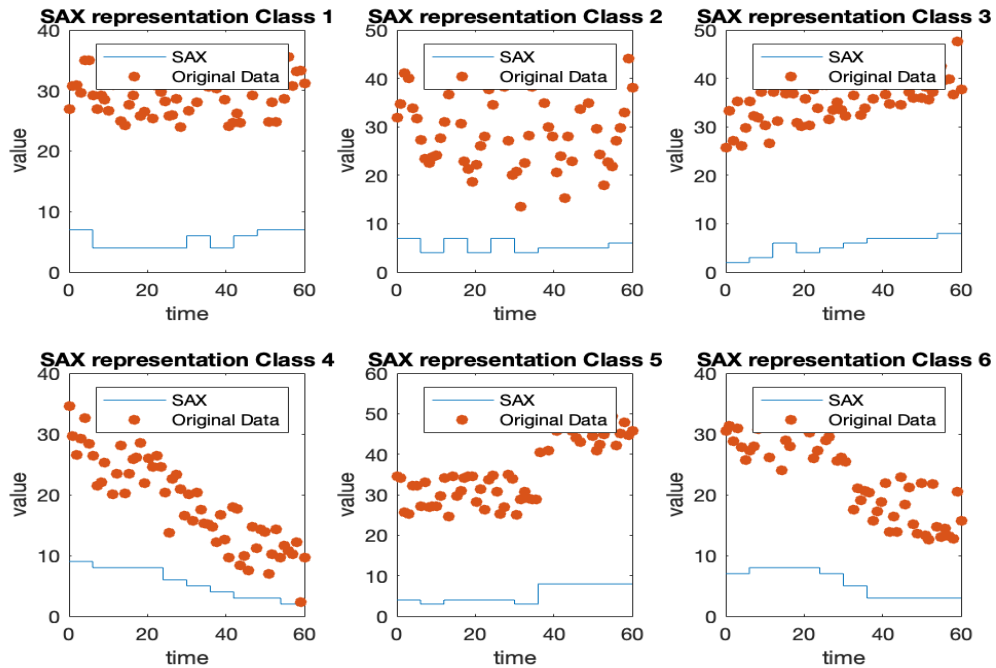 SAX representation Class 1
40
30
20
10
0
value
SAX
Original Data
0
20
40
60
time
SAX representation Class 2
50
40
30
20
10
0
value
SAX
Original Data
0
20
40
60
time
SAX representation Class 3
50
40
30
20
10
0
value
SAX
Original Data
0
20
40
60
time
SAX representation Class 4
40
30
20
10
0
value
SAX
Original Data
0
20
40
60
time
SAX representation Class 5
60
50
40
30
20
10
0
value
SAX
Original Data
0
20
40
60
time
SAX representation Class 6
40
30
20
10
0
value
SAX
Original Data
0
20
40
60
time